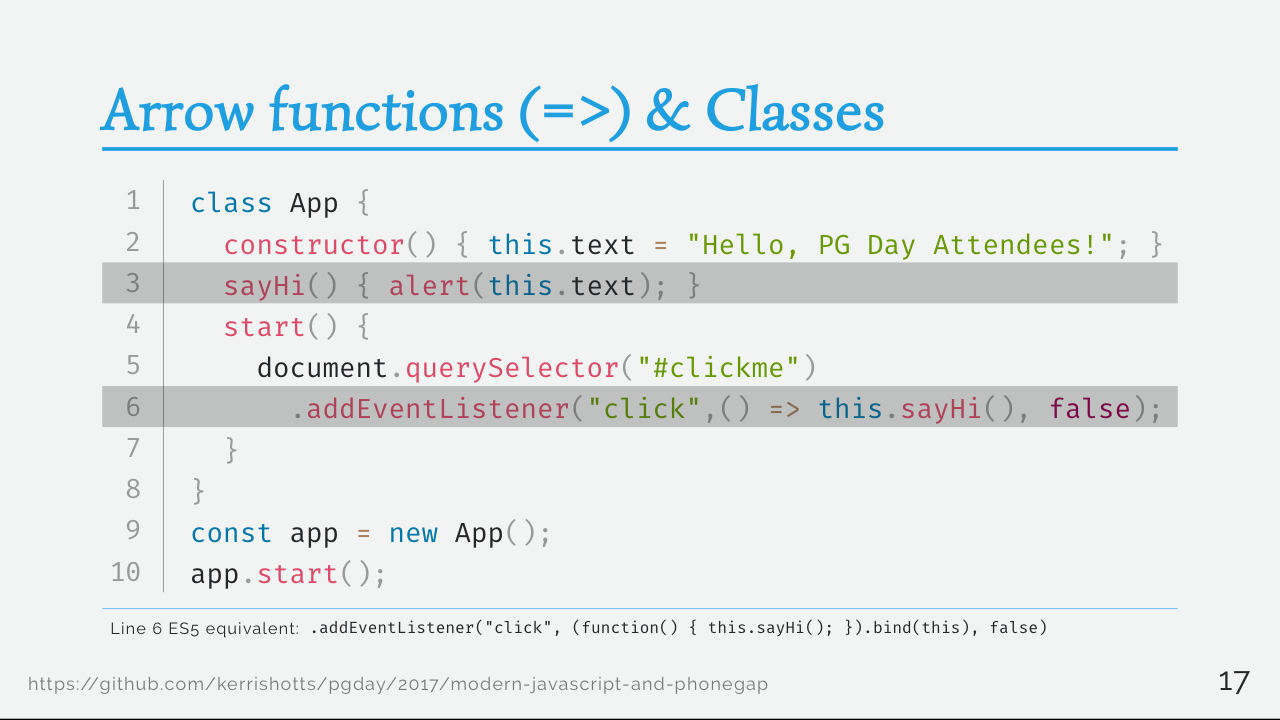 Arrow functions (=>) & Classes
1 class App {
2   constructor() { this.text = "Hello, PG Day Attendees!"; }
3   sayHi() { alert(this.text); }
4   start() {
5     document.querySelector("#clickme")
6       .addEventListener("click",() => this.sayHi(), false);
7   }
8 }
9 const app = new App();
10 app.start();
Line 6 ES5 equivalent: .addEventListener("click", (function() { this.sayHi(); }).bind(this), false)
https://github.com/kerrishotts/pgday/2017/modern-javascript-and-phonegap
17